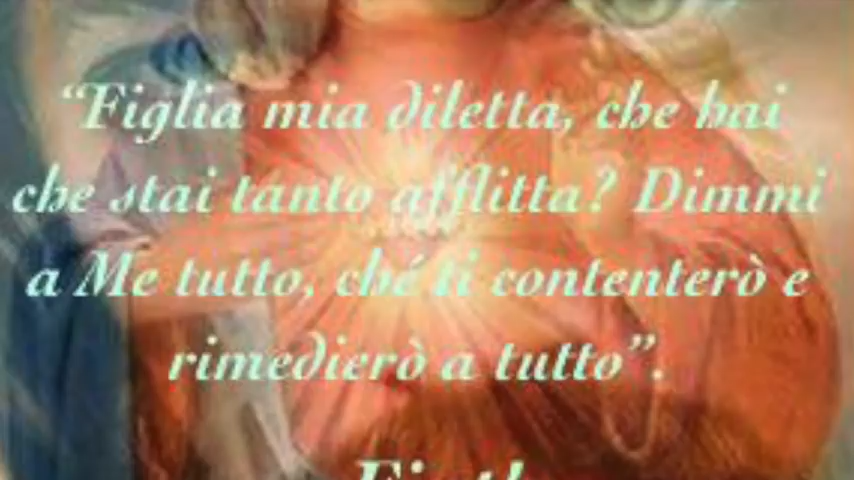 “Figlia mia diletta, che hai
che stai tanto afflitta? Dimmi
a Me tutto, ché ti contenterò e
rimedierò a tutto”.